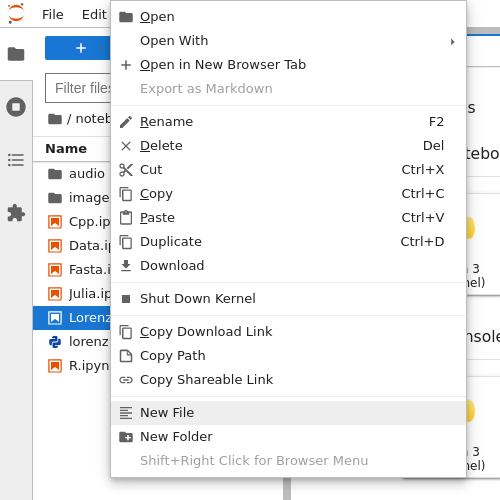 File
Edit
Filter files
/ noteb
Name
audio
image
Cpp.ip
Data.ip
Fasta.i
Julia.ip
Lorenz
lorenz
R.ipyn
Open
Open With
Open in New Browser Tab
Export as Markdown
Rename F2
Delete Del
Cut Ctrl+X
Copy Ctrl+C
Paste Ctrl+V
Duplicate Ctrl+D
Download
Shut Down Kernel
Copy Download Link
Copy Path
Copy Shareable Link
New File
New Folder
Shift+Right Click for Browser Menu
s
tebo
3
nel)
nsole
3
nel)